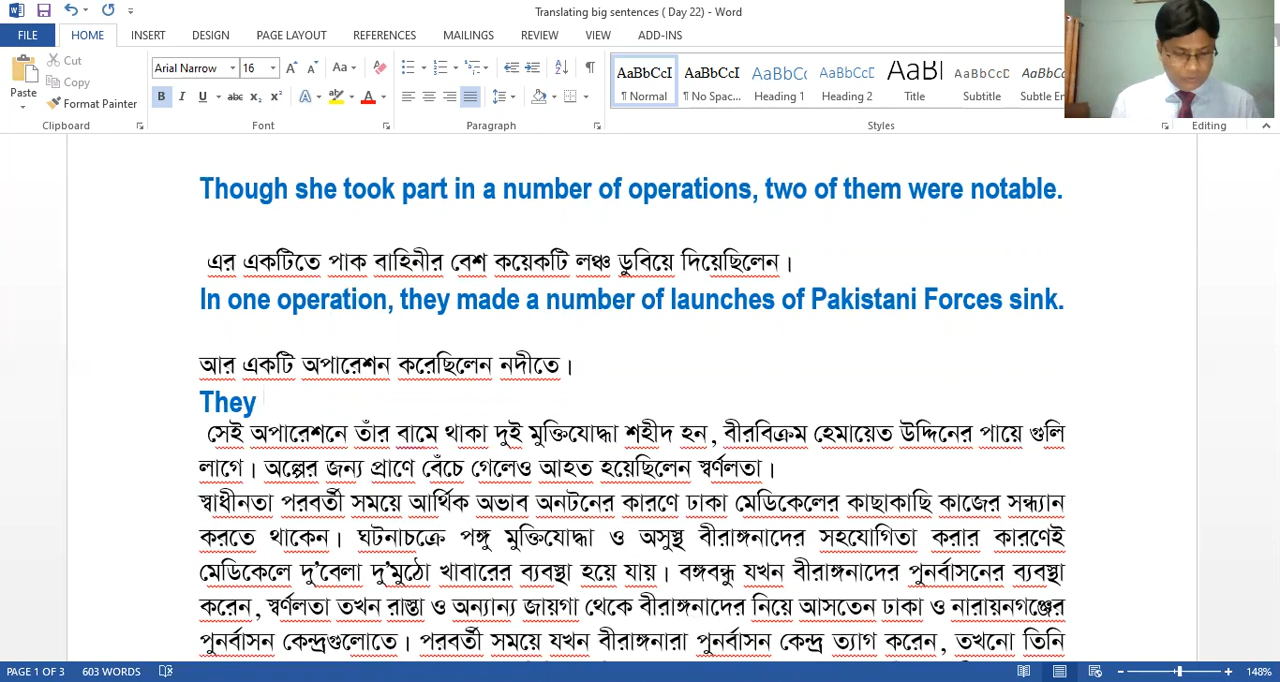 Translating big sentences ( Day 22) - Word
FILE HOME INSERT DESIGN PAGE LAYOUT REFERENCES MAILINGS REVIEW VIEW ADD-INS
Cut
Copy
Paste
Format Painter
Arial Narrow 16
AaBbCcI AaBbCcI AaBbCc AaBbCcI AaBI AaBbCcI AaBbCcI
¶ Normal ¶ No Spac... Heading 1 Heading 2 Title Subtitle Subtle Em
Clipboard Font Paragraph Styles Editing
Though she took part in a number of operations, two of them were notable.
এর একটিতে পাক বাহিনীর বেশ কয়েকটি লঞ্চ ডুবিয়ে দিয়েছিলেন।
In one operation, they made a number of launches of Pakistani Forces sink.
আর একটি অপারেশন করেছিলেন নদীতে।
They
সেই অপারেশনে তাঁর বামে থাকা দুই মুক্তিযোদ্ধা শহীদ হন, বীরবিক্রম হেমায়েত উদ্দিনের পায়ে গুলি
লাগে। অল্পের জন্য প্রাণে বেঁচে গেলেও আহত হয়েছিলেন স্বর্ণলতা।
স্বাধীনতা পরবর্তী সময়ে আর্থিক অভাব অনটনের কারণে ঢাকা মেডিকেলের কাছাকাছি কাজের সন্ধ্যান
করতে থাকেন। ঘটনাচক্রে পঙ্গু মুক্তিযোদ্ধা ও অসুস্থ বীরাঙ্গনাদের সহযোগিতা করার কারণেই
মেডিকেলে দু'বেলা দু'মুঠো খাবারের ব্যবস্থা হয়ে যায়। বঙ্গবন্ধু যখন বীরাঙ্গনাদের পুনর্বাসনের ব্যবস্থা
করেন, স্বর্ণলতা তখন রাস্তা ও অন্যান্য জায়গা থেকে বীরাঙ্গনাদের নিয়ে আসতেন ঢাকা ও নারায়নগঞ্জের
পুনর্বাসন কেন্দ্রগুলোতে। পরবর্তী সময়ে যখন বীরাঙ্গনারা পুনর্বাসন কেন্দ্র ত্যাগ করেন, তখনো তিনি
PAGE 1 OF 3 603 WORDS 148%